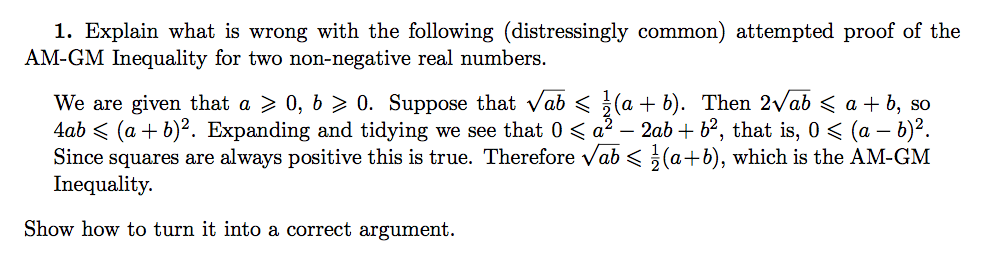 1. Explain what is wrong with the following (distressingly common) attempted proof of the
AM-GM Inequality for two non-negative real numbers.
We are given that a ⩾ 0, b ⩾ 0. Suppose that √ab ⩽ ½(a + b). Then 2√ab ⩽ a + b, so
4ab ⩽ (a + b)². Expanding and tidying we see that 0 ⩽ a² − 2ab + b², that is, 0 ⩽ (a − b)².
Since squares are always positive this is true. Therefore √ab ⩽ ½(a+b), which is the AM-GM
Inequality.
Show how to turn it into a correct argument.